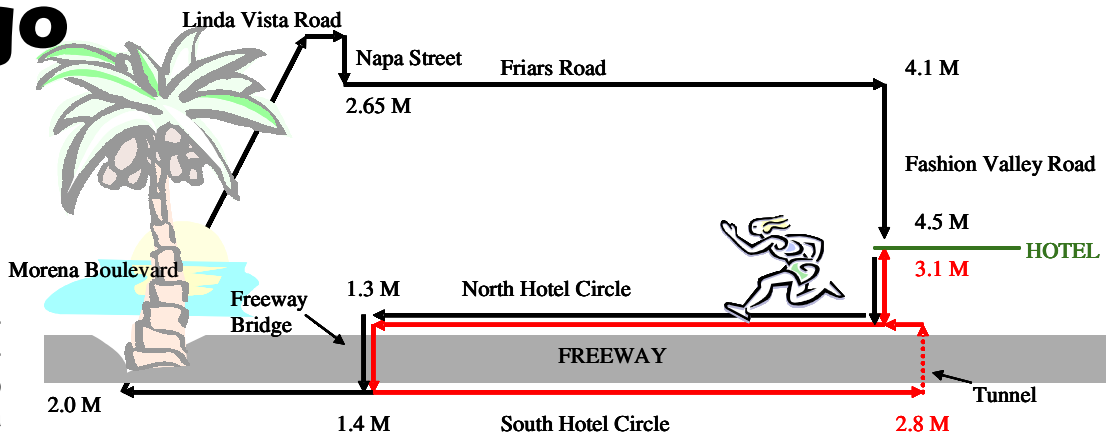 go
Linda Vista Road
Napa Street
Friars Road
4.1 M
2.65 M
Fashion Valley Road
4.5 M
HOTEL
3.1 M
Morena Boulevard
1.3 M
North Hotel Circle
Freeway
Bridge
FREEWAY
Tunnel
2.0 M
1.4 M
South Hotel Circle
2.8 M